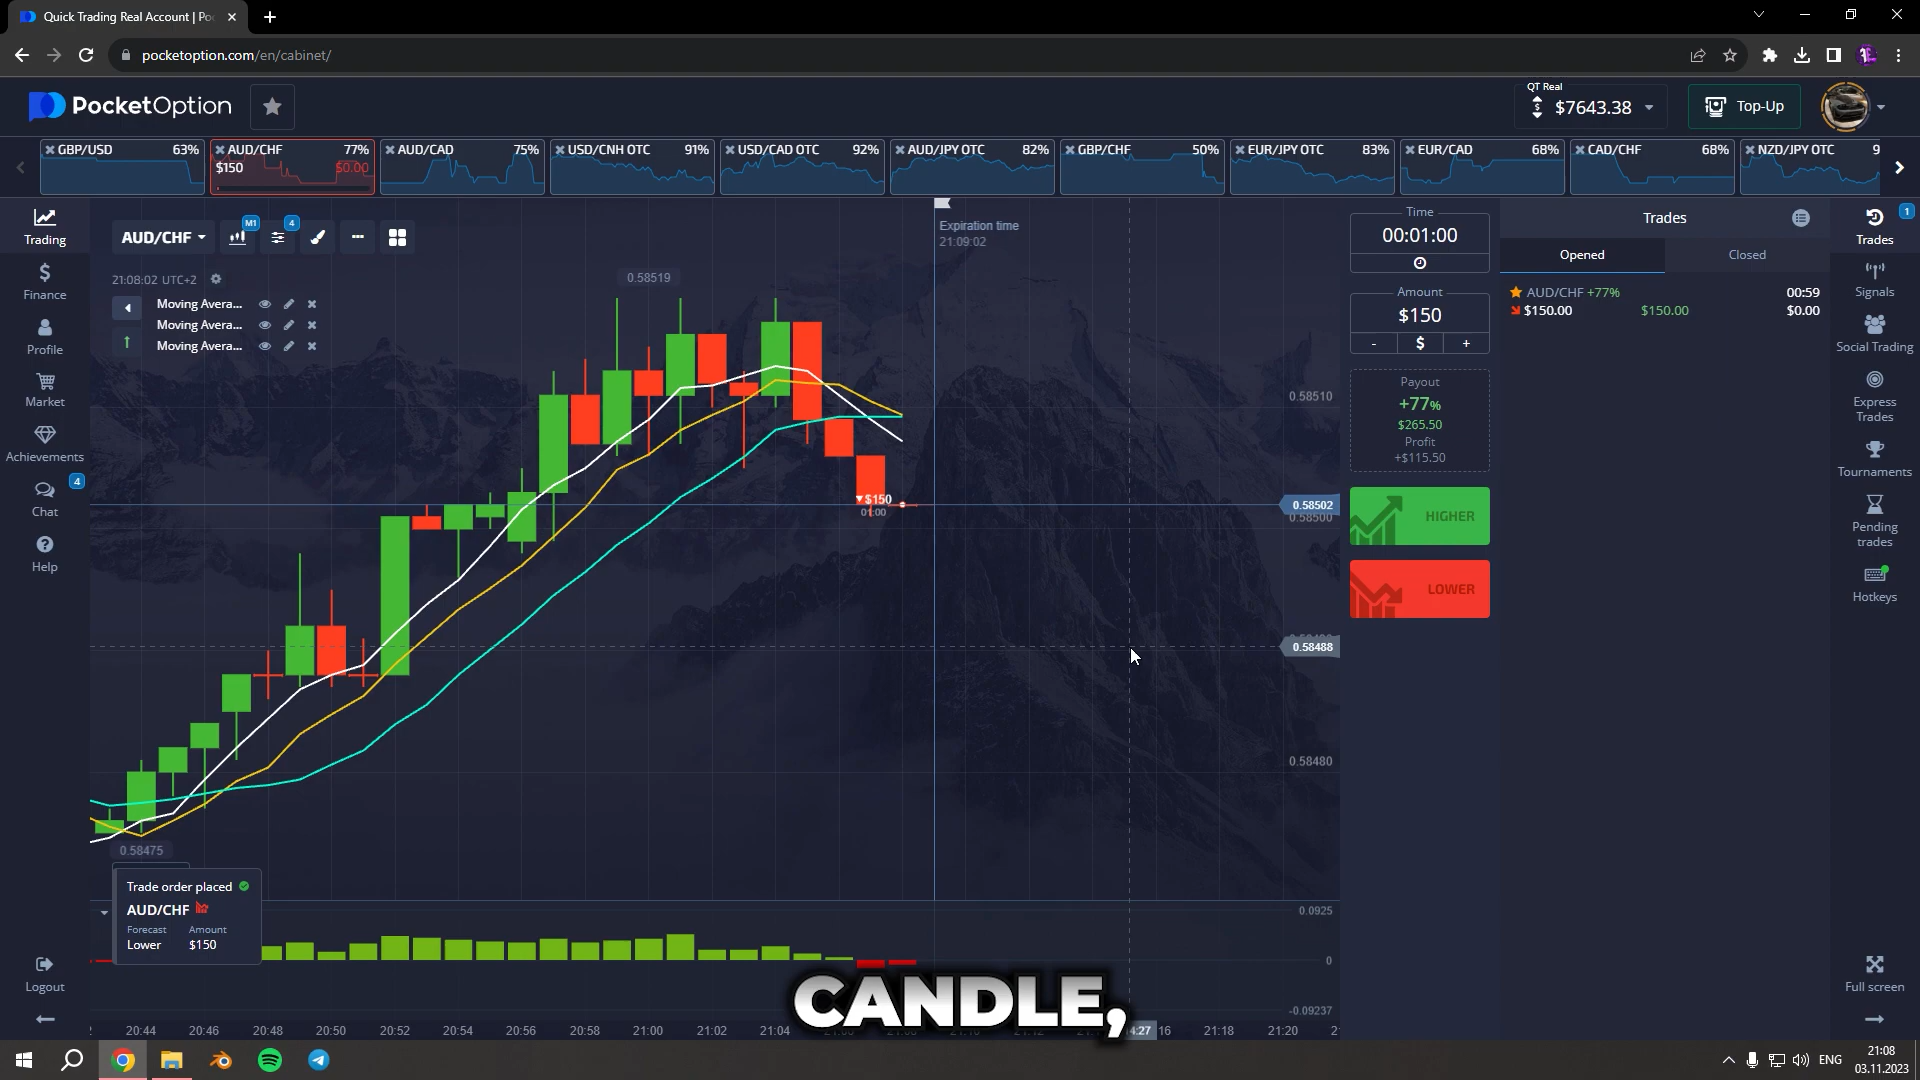 Quick Trading Real Account | Po
pocketoption.com/en/cabinet/
PocketOption
QT Real
$7643.38
Top-Up
GBP/USD 63%
AUD/CHF 77%
$150 $0.00
AUD/CAD 75%
USD/CNH OTC 91%
USD/CAD OTC 92%
AUD/JPY OTC 82%
GBP/CHF 50%
EUR/JPY OTC 83%
EUR/CAD 68%
CAD/CHF 68%
NZD/JPY OTC 9
Trading
Finance
Profile
Market
Achievements
4
Chat
Help
Logout
AUD/CHF
M1
4
21:08:02 UTC+2
Moving Avera...
Moving Avera...
Moving Avera...
Expiration time
21:09:02
0.58519
$150
01:00
0.58475
0.58510
0.58502
0.58500
0.58488
0.58480
Trade order placed
AUD/CHF
Forecast Amount
Lower $150
0.0925
0
-0.09237
20:44 20:46 20:48 20:50 20:52 20:54 20:56 20:58 21:00 21:02 21:04 4:27 16 21:18 21:20 2
CANDLE,
Time
00:01:00
Amount
$150
- $ +
Payout
+77%
$265.50
Profit
+$115.50
HIGHER
LOWER
Trades
Opened Closed
AUD/CHF +77% 00:59
$150.00 $150.00 $0.00
1
Trades
Signals
Social Trading
Express
Trades
Tournaments
Pending
trades
Hotkeys
Full screen
ENG
21:08
03.11.2023